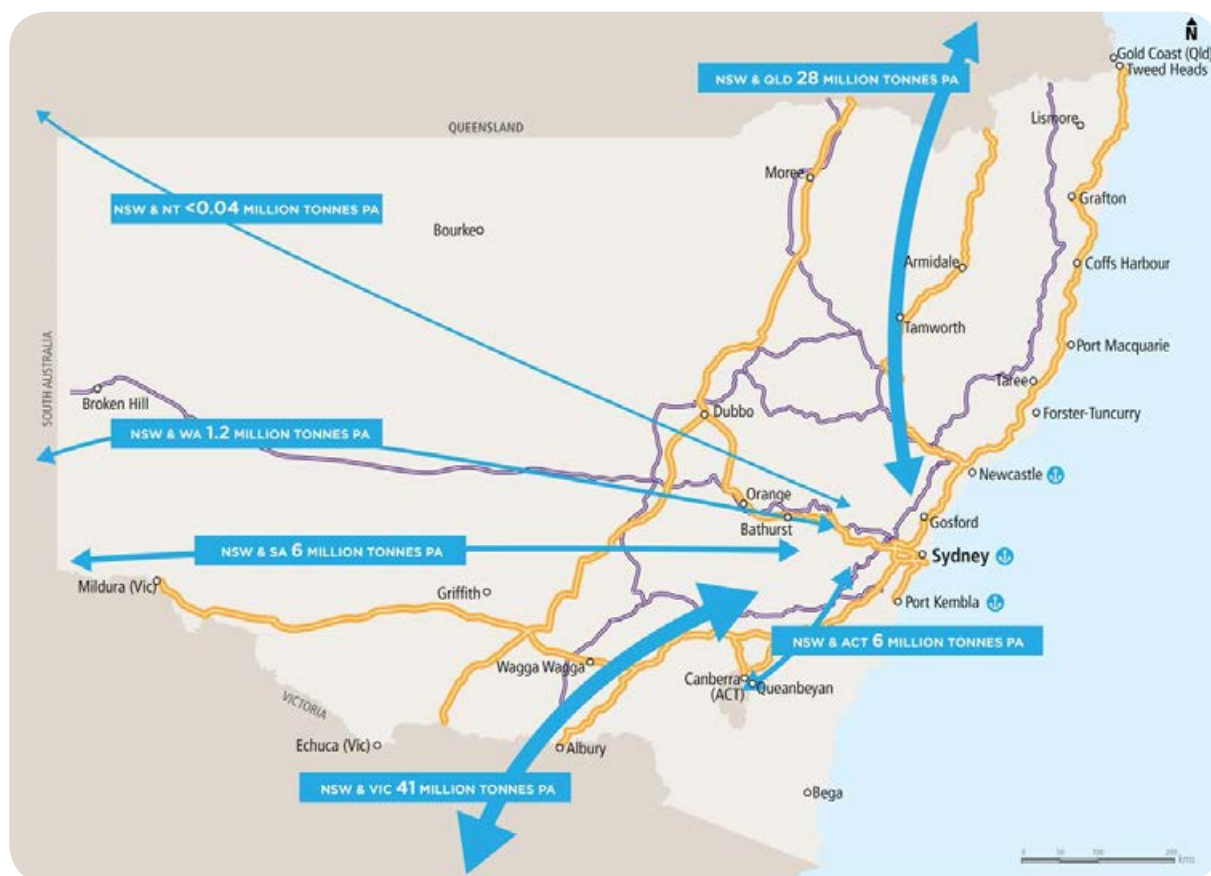 N
Gold Coast (Qld)
Tweed Heads
NSW & QLD 28 MILLION TONNES PA
QUEENSLAND
Lismore
Moree
NSW & NT <0.04 MILLION TONNES PA
Grafton
Bourke
Armidale
Coffs Harbour
Tamworth
SOUTH AUSTRALIA
Port Macquarie
Taree
Broken Hill
Dubbo
Forster-Tuncurry
NSW & WA 1.2 MILLION TONNES PA
Newcastle
Orange
Bathurst
Gosford
NSW & SA 6 MILLION TONNES PA
Sydney
Mildura (Vic)
Griffith
Port Kembla
NSW & ACT 6 MILLION TONNES PA
Wagga Wagga
Canberra
(ACT)
Queanbeyan
VICTORIA
Echuca (Vic)
Albury
NSW & VIC 41 MILLION TONNES PA
Bega
0 50 100 200
kms